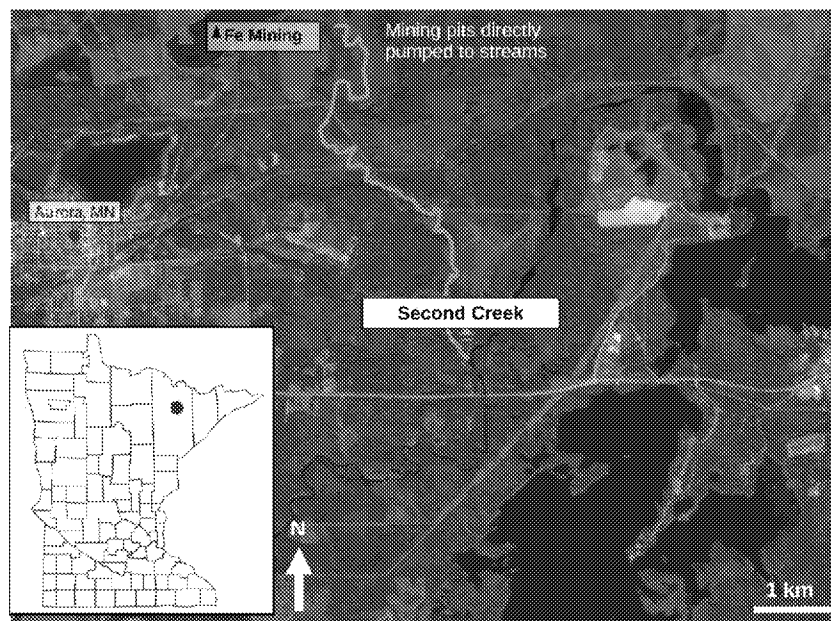 Fe Mining
Mining pits directly
pumped to streams
Aurora, MN
Second Creek
N
1 km